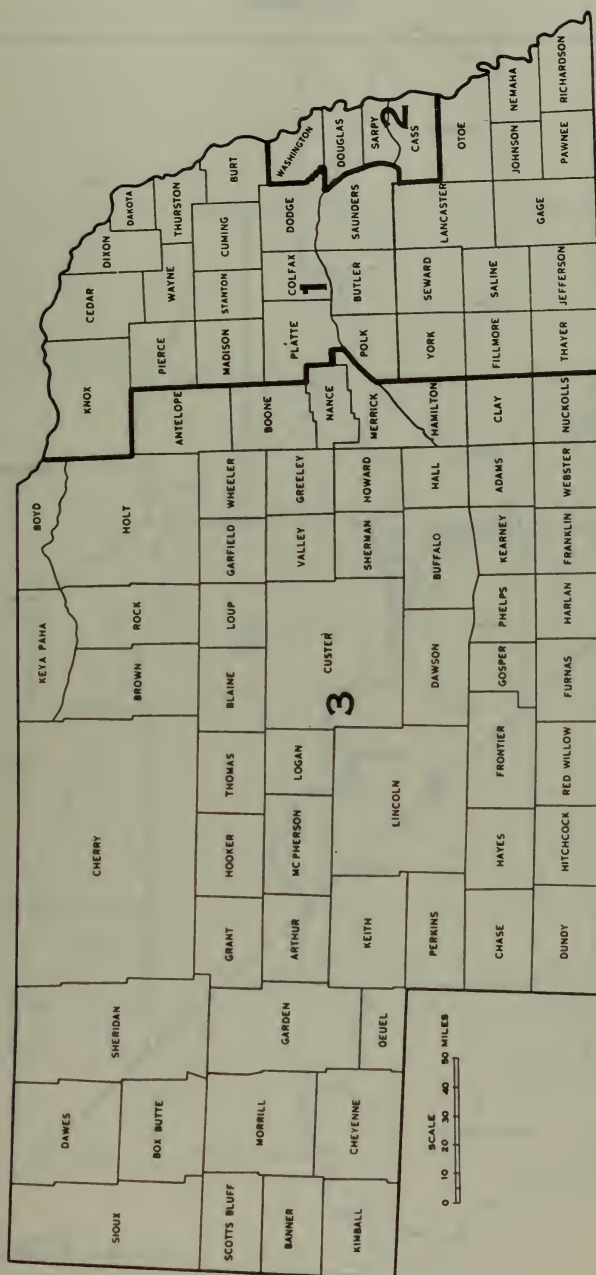 SIOUX
DAWES
BOX BUTTE
SHERIDAN
CHERRY
KEYA PAHA
BOYD
BROWN
ROCK
HOLT
KNOX
CEDAR
DIXON
DAKOTA
ANTELOPE
PIERCE
WAYNE
THURSTON
SCOTTS BLUFF
BANNER
KIMBALL
MORRILL
CHEYENNE
GARDEN
DEUEL
GRANT
HOOKER
THOMAS
BLAINE
LOUP
GARFIELD
WHEELER
BOONE
MADISON
STANTON
CUMING
BURT
ARTHUR
MC PHERSON
LOGAN
CUSTER
3
VALLEY
GREELEY
NANCE
PLATTE
COLFAX
1
DODGE
WASHINGTON
KEITH
LINCOLN
SHERMAN
HOWARD
MERRICK
POLK
BUTLER
SAUNDERS
DOUGLAS
SARPY
2
CASS
PERKINS
DAWSON
BUFFALO
HALL
HAMILTON
YORK
SEWARD
LANCASTER
OTOE
CHASE
HAYES
FRONTIER
GOSPER
PHELPS
KEARNEY
ADAMS
CLAY
FILLMORE
SALINE
GAGE
JOHNSON
NEMAHA
DUNDY
HITCHCOCK
RED WILLOW
FURNAS
HARLAN
FRANKLIN
WEBSTER
NUCKOLLS
THAYER
JEFFERSON
PAWNEE
RICHARDSON
SCALE
0 10 20 30 40 50 MILES